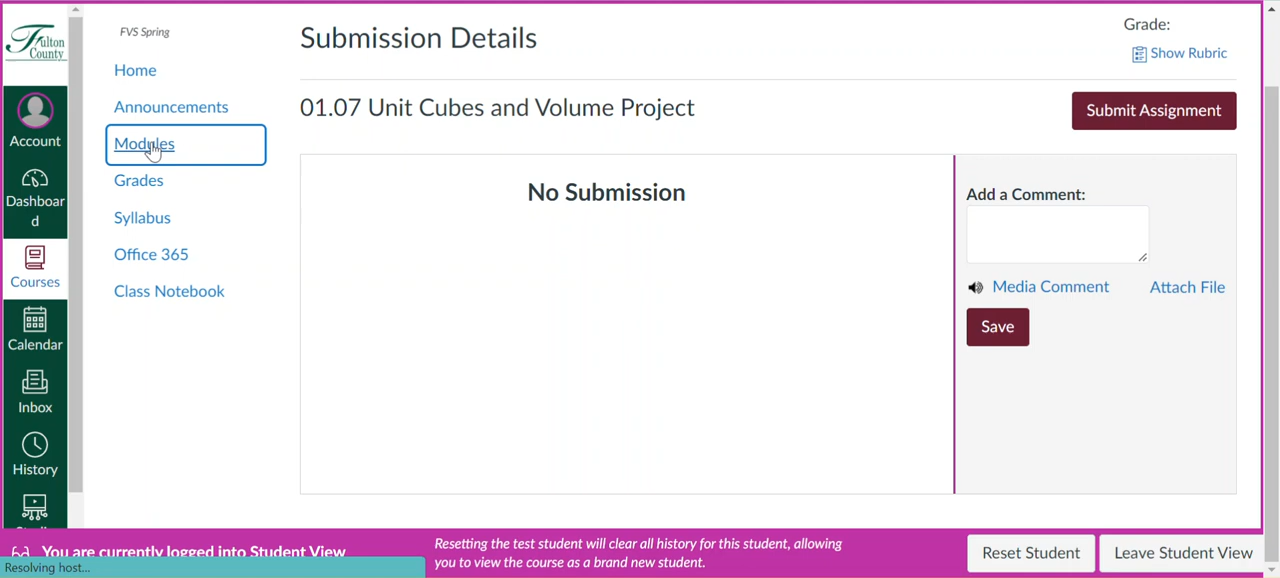 Fulton
County
Account
Dashboar
d
Courses
Calendar
Inbox
History
FVS Spring
Home
Announcements
Modules
Grades
Syllabus
Office 365
Class Notebook
Submission Details
Grade:
Show Rubric
01.07 Unit Cubes and Volume Project
Submit Assignment
No Submission
Add a Comment:
Media Comment
Attach File
Save
You are currently logged into Student View
Resetting the test student will clear all history for this student, allowing
you to view the course as a brand new student.
Reset Student
Leave Student View
Resolving host...